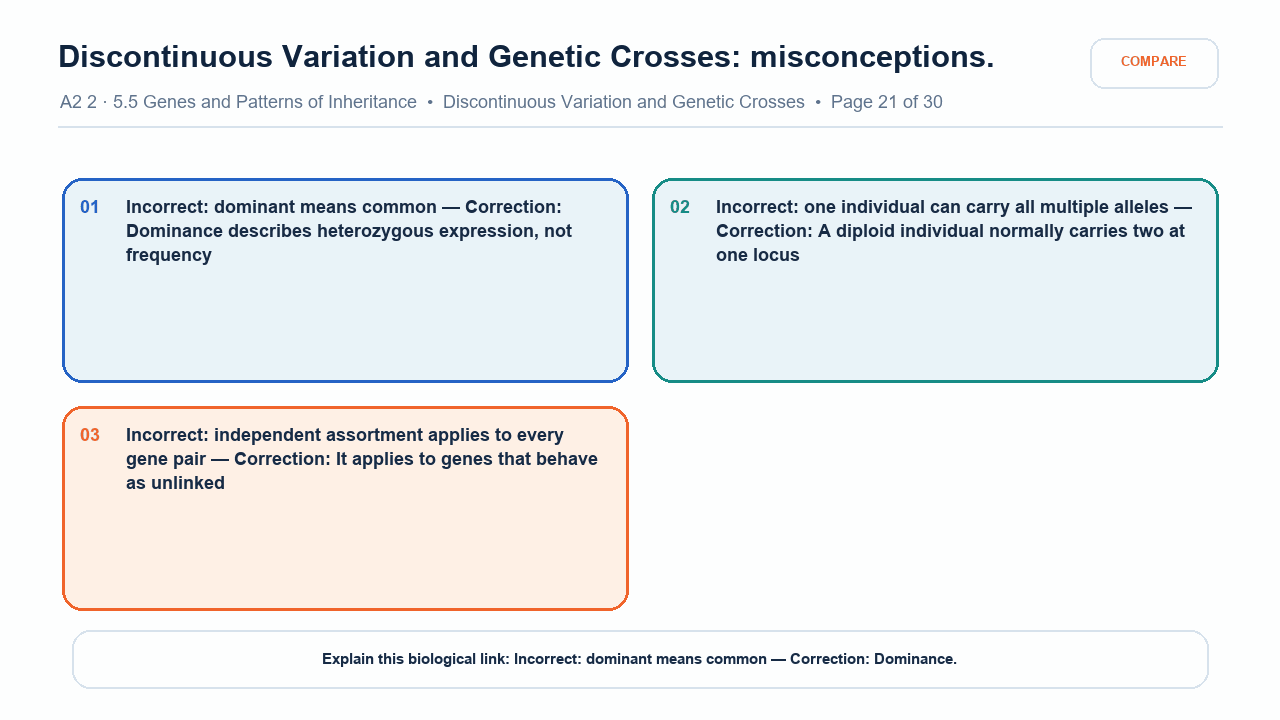 Discontinuous Variation and Genetic Crosses: misconceptions.
COMPARE
A2 2 · 5.5 Genes and Patterns of Inheritance • Discontinuous Variation and Genetic Crosses • Page 21 of 30
01
Incorrect: dominant means common — Correction:
Dominance describes heterozygous expression, not
frequency
02
Incorrect: one individual can carry all multiple alleles —
Correction: A diploid individual normally carries two at
one locus
03
Incorrect: independent assortment applies to every
gene pair — Correction: It applies to genes that behave
as unlinked
Explain this biological link: Incorrect: dominant means common — Correction: Dominance.